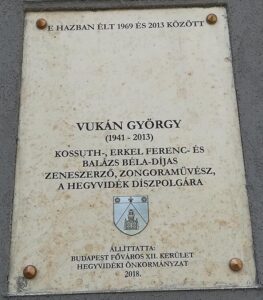 E HAZBAN ÉLT 1969 ÉS 2013 KÖZÖTT
VUKÁN GYÖRGY
(1941 - 2013)
KOSSUTH-, ERKEL FERENC- ÉS
BALÁZS BÉLA-DÍJAS
ZENESZERZŐ, ZONGORAMŰVÉSZ,
A HEGYVIDÉK DÍSZPOLGÁRA
ÁLLÍTTATTA:
BUDAPEST FŐVÁROS XII. KERÜLET
HEGYVIDÉKI ÖNKORMÁNYZAT
2018.